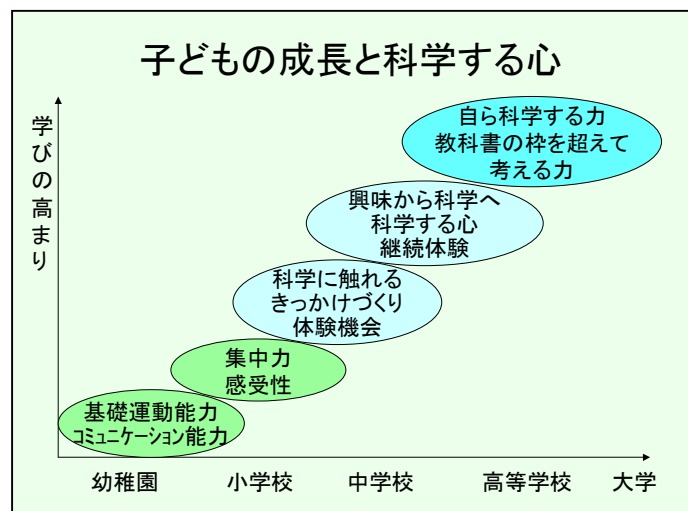 子どもの成長と科学する心
学びの高まり
自ら科学する力
教科書の枠を超えて
考える力
興味から科学へ
科学する心
継続体験
科学に触れる
きっかけづくり
体験機会
集中力
感受性
基礎運動能力
コミュニケーション能力
幼稚園 小学校 中学校 高等学校 大学